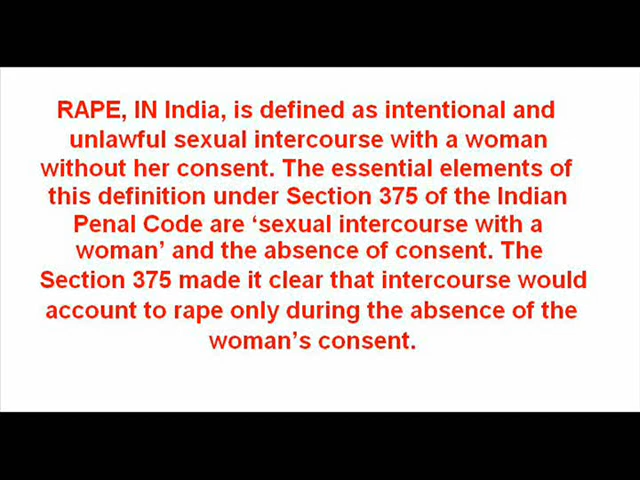 RAPE, IN India, is defined as intentional and
unlawful sexual intercourse with a woman
without her consent. The essential elements of
this definition under Section 375 of the Indian
Penal Code are ‘sexual intercourse with a
woman’ and the absence of consent. The
Section 375 made it clear that intercourse would
account to rape only during the absence of the
woman’s consent.